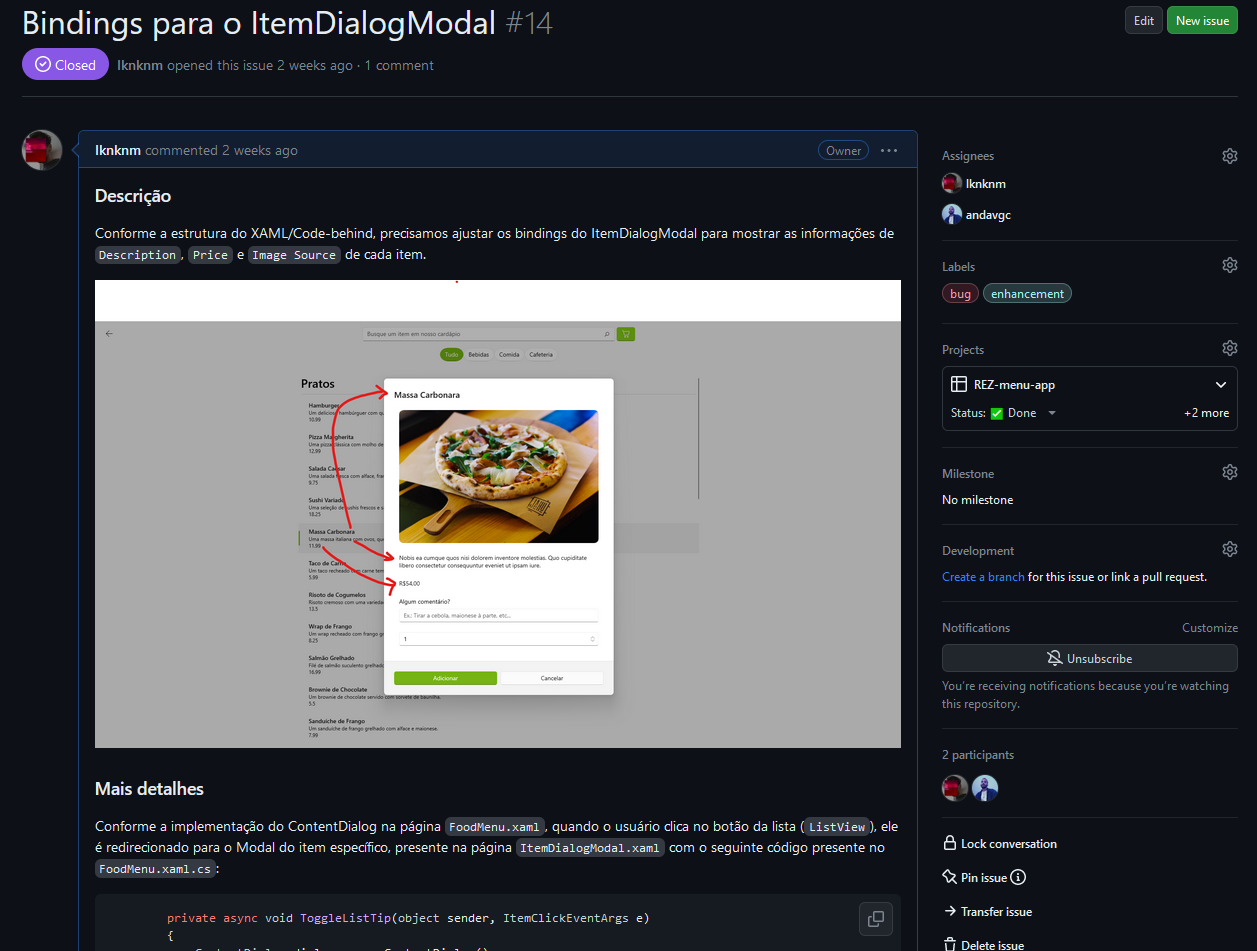 Bindings para o ItemDialogModal #14
Edit
New issue
Closed
lknknm opened this issue 2 weeks ago · 1 comment
lknknm commented 2 weeks ago
Owner
Descrição
Conforme a estrutura do XAML/Code-behind, precisamos ajustar os bindings do ItemDialogModal para mostrar as informações de
Description, Price e Image Source de cada item.
Busque um item em nosso cardápio
Tudo Bebidas Comida Cafeteria
Pratos
Hamburger
Um delicioso hambúrguer com qu
10.99
Pizza Margherita
Uma pizza clássica com molho de
12.99
Salada Caesar
Uma salada fresca com alface, fran
Sushi Variado
Uma seleção de sushis frescos e s
18.25
Massa Carbonara
Uma massa italiana com ovos, qu
11.99
Taco de Carne
Um taco recheado com carne tem
5.99
Risoto de Cogumelos
Risoto cremoso com uma varieda
13.5
Wrap de Frango
Um wrap recheado com frango gr
8.25
Salmão Grelhado
Filé de salmão suculento grelhad
16.99
Brownie de Chocolate
Um brownie de chocolate servido com sorvete de baunilha.
5.5
Sanduíche de Frango
Um sanduíche de frango grelhado com alface e maionese.
7.99
Massa Carbonara
Nobis ea cumque quos nisi dolorem inventore molestias. Quo cupiditate
libero consectetur consequuntur eveniet ut ipsam iure.
R$54.00
Algum comentário?
Ex.: Tirar a cebola, maionese à parte, etc...
1
Adicionar
Cancelar
Mais detalhes
Conforme a implementação do ContentDialog na página FoodMenu.xaml, quando o usuário clica no botão da lista (ListView), ele
é redirecionado para o Modal do item específico, presente na página ItemDialogModal.xaml com o seguinte código presente no
FoodMenu.xaml.cs:
private async void ToggleListTip(object sender, ItemClickEventArgs e)
{
Assignees
lknknm
andavgc
Labels
bug
enhancement
Projects
REZ-menu-app
Status: ✅ Done
+2 more
Milestone
No milestone
Development
Create a branch for this issue or link a pull request.
Notifications
Customize
Unsubscribe
You're receiving notifications because you're watching
this repository.
2 participants
Lock conversation
Pin issue
Transfer issue
Delete issue